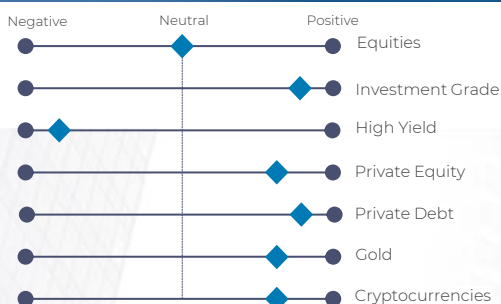 Negative Neutral Positive
Equities
Investment Grade
High Yield
Private Equity
Private Debt
Gold
Cryptocurrencies